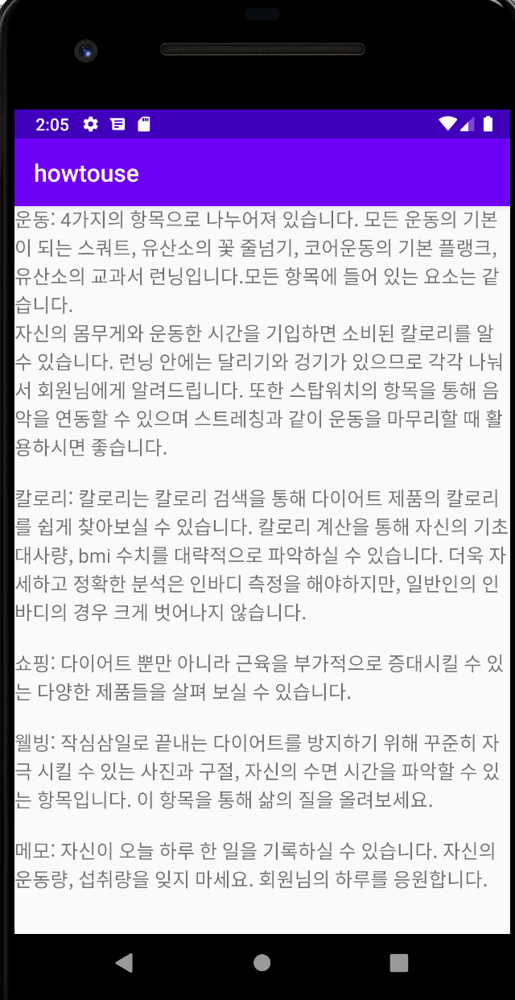 2:05
howtouse
운동: 4가지의 항목으로 나누어져 있습니다. 모든 운동의 기본
이 되는 스쿼트, 유산소의 꽃 줄넘기, 코어운동의 기본 플랭크,
유산소의 교과서 런닝입니다.모든 항목에 들어 있는 요소는 같
습니다.
자신의 몸무게와 운동한 시간을 기입하면 소비된 칼로리를 알
수 있습니다. 런닝 안에는 달리기와 겅기가 있으므로 각각 나눠
서 회원님에게 알려드립니다. 또한 스탑워치의 항목을 통해 음
악을 연동할 수 있으며 스트레칭과 같이 운동을 마무리할 때 활
용하시면 좋습니다.
칼로리: 칼로리는 칼로리 검색을 통해 다이어트 제품의 칼로리
를 쉽게 찾아보실 수 있습니다. 칼로리 계산을 통해 자신의 기초
대사량, bmi 수치를 대략적으로 파악하실 수 있습니다. 더욱 자
세하고 정확한 분석은 인바디 측정을 해야하지만, 일반인의 인
바디의 경우 크게 벗어나지 않습니다.
쇼핑: 다이어트 뿐만 아니라 근육을 부가적으로 증대시킬 수 있
는 다양한 제품들을 살펴 보실 수 있습니다.
웰빙: 작심삼일로 끝내는 다이어트를 방지하기 위해 꾸준히 자
극 시킬 수 있는 사진과 구절, 자신의 수면 시간을 파악할 수 있
는 항목입니다. 이 항목을 통해 삶의 질을 올려보세요.
메모: 자신이 오늘 하루 한 일을 기록하실 수 있습니다. 자신의
운동량, 섭취량을 잊지 마세요. 회원님의 하루를 응원합니다.